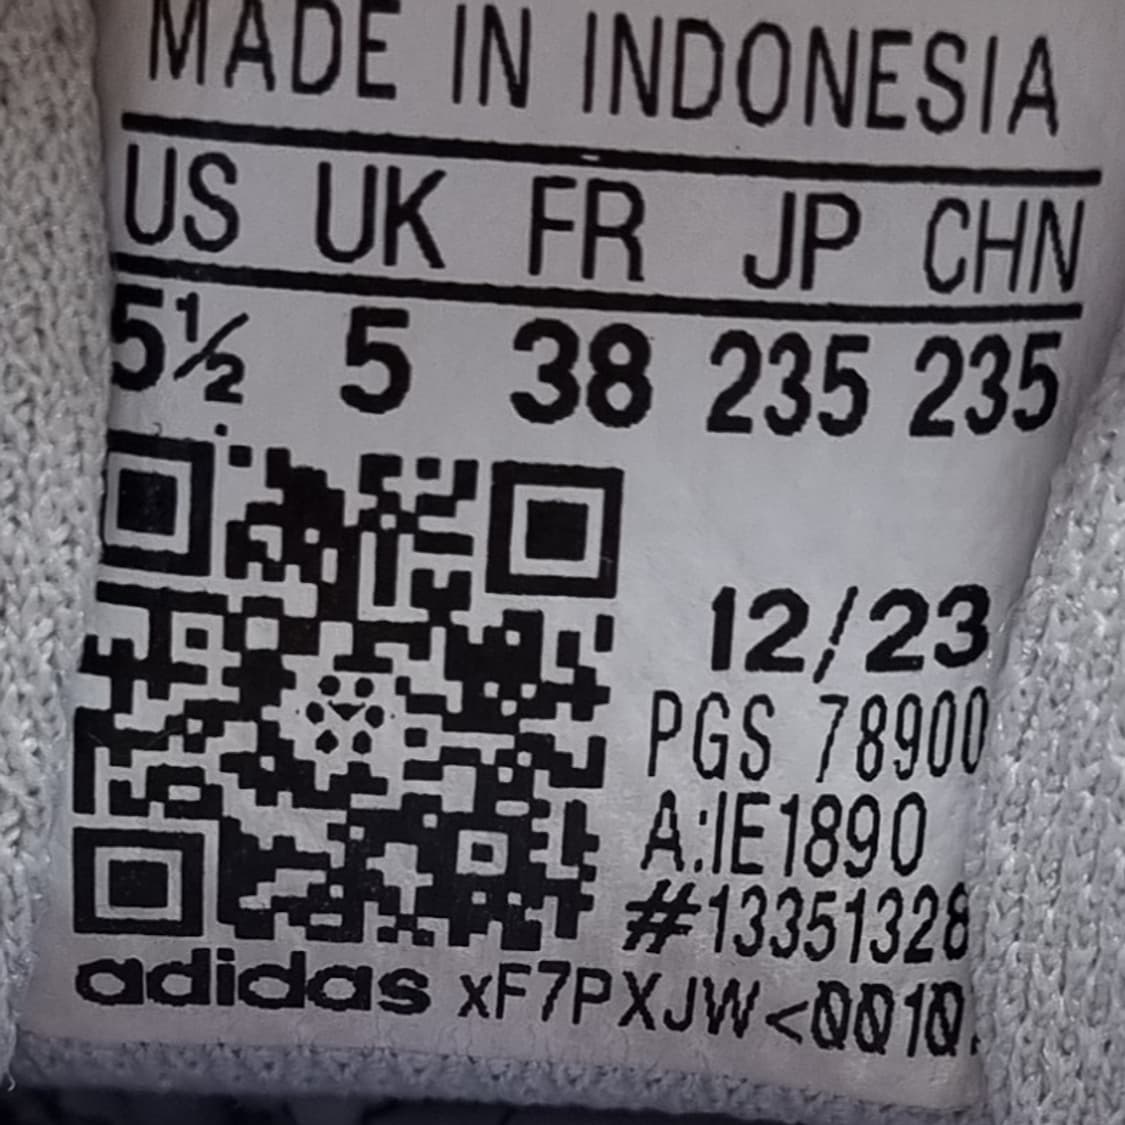 MADE IN INDONESIA
US UK FR JP CHN
5½ 5 38 235 235
12/23
PGS 78900
A:IE1890
#13351328
adidas xF7PXJW<0010